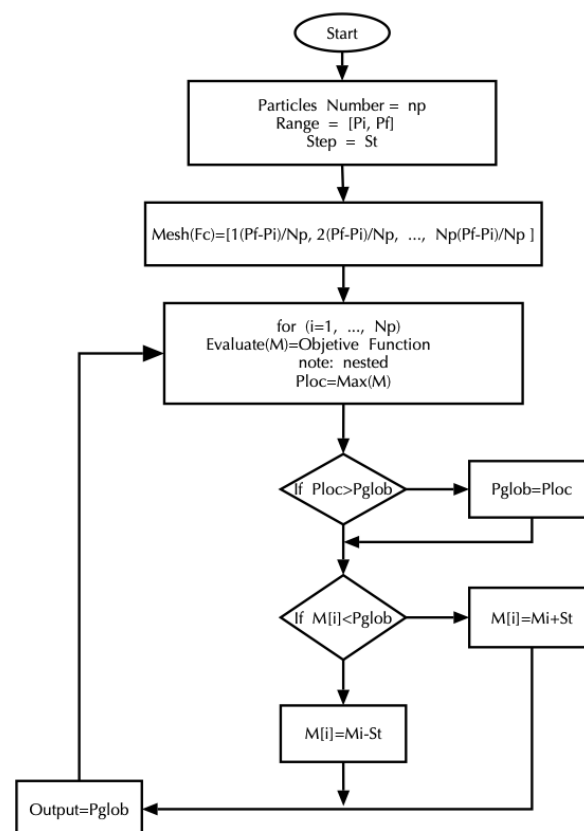 Start
Particles Number = np
Range = [Pi, Pf]
Step = St
Mesh(Fc)=[1(Pf-Pi)/Np, 2(Pf-Pi)/Np, ..., Np(Pf-Pi)/Np ]
for (i=1, ..., Np)
Evaluate(M)=Objetive Function
note: nested
Ploc=Max(M)
If Ploc>Pglob
Pglob=Ploc
If M[i]<Pglob
M[i]=Mi+St
M[i]=Mi-St
Output=Pglob